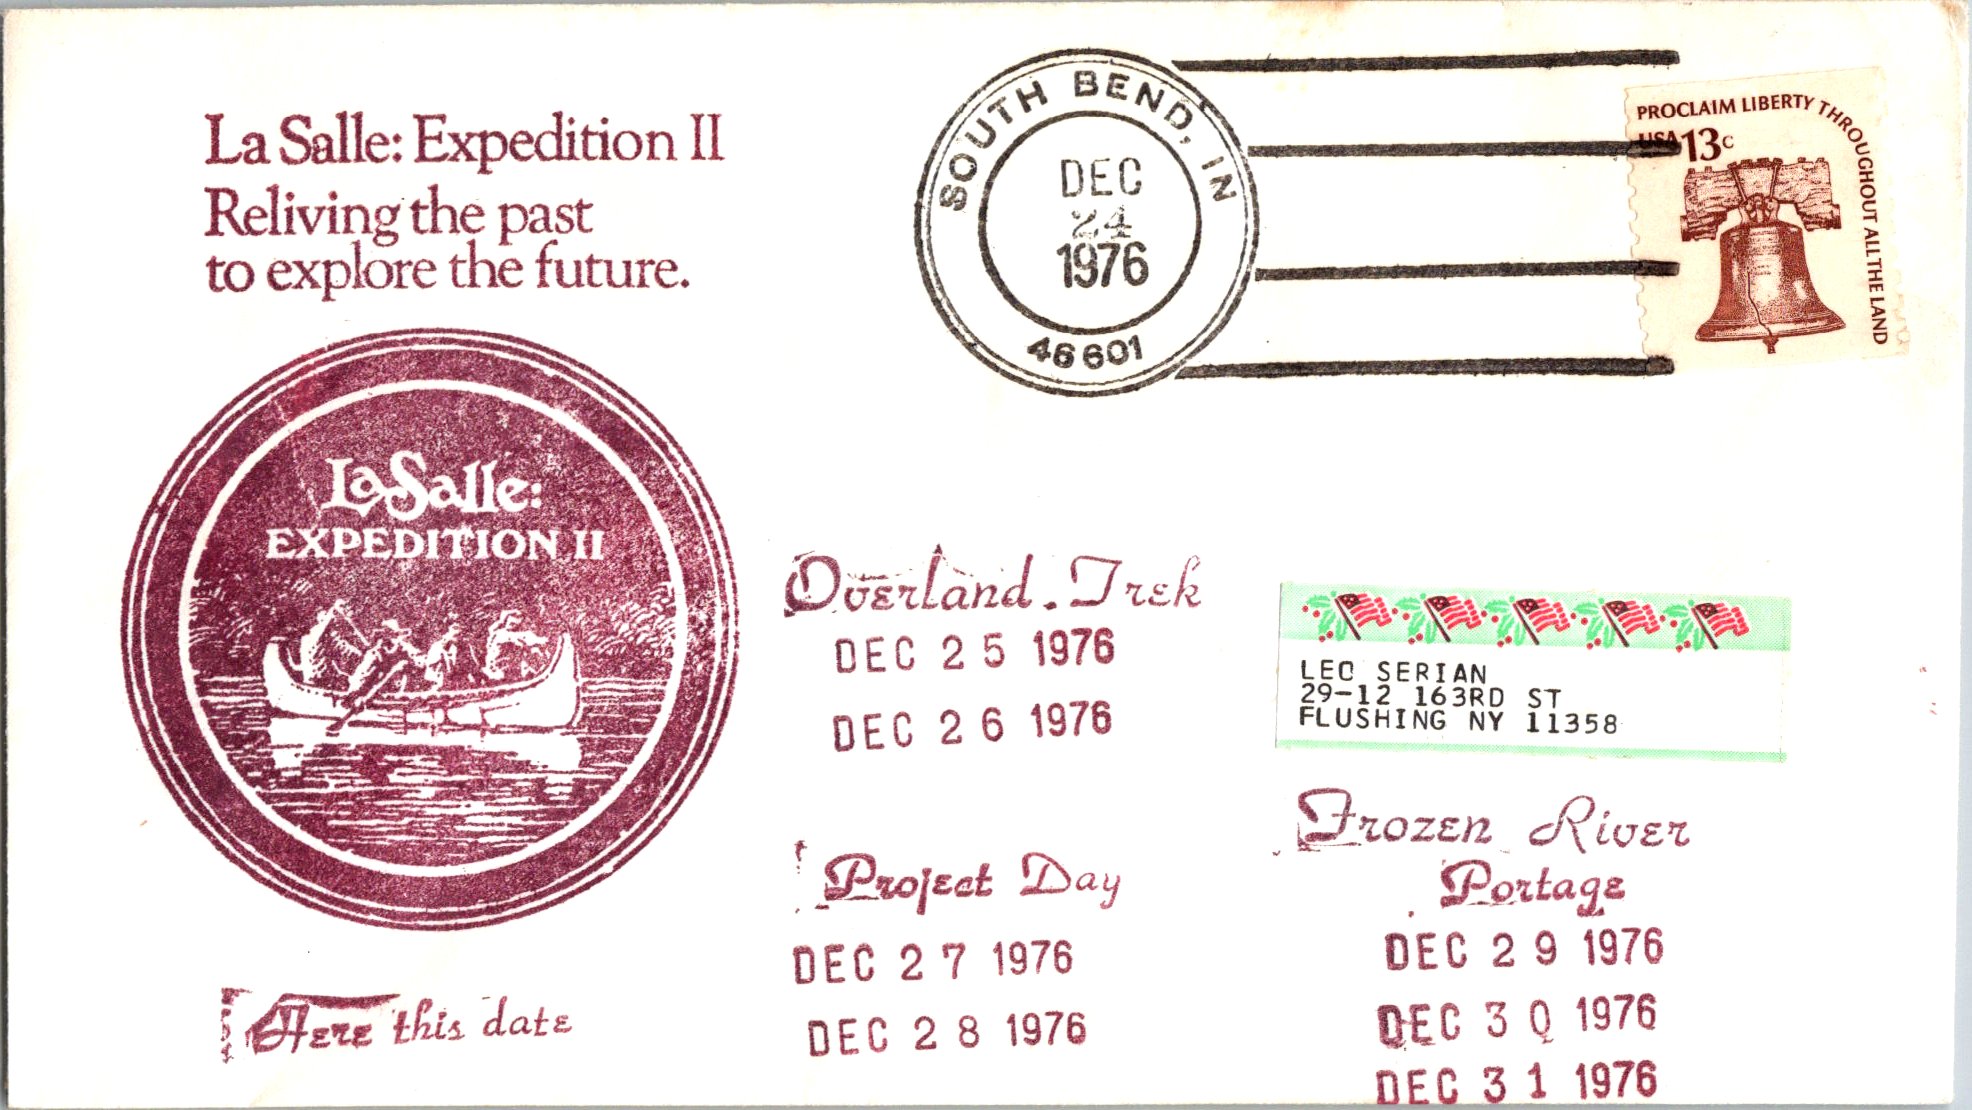 La Salle: Expedition II
Reliving the past
to explore the future.
SOUTH BEND, IN
DEC
24
1976
46601
PROCLAIM LIBERTY THROUGHOUT ALL THE LAND
USA 13c
LaSalle:
EXPEDITION II
Overland Trek
DEC 25 1976
DEC 26 1976
LEO SERIAN
29-12 163RD ST
FLUSHING NY 11358
Project Day
DEC 27 1976
DEC 28 1976
Frozen River
Portage
DEC 29 1976
DEC 30 1976
DEC 31 1976
Here this date